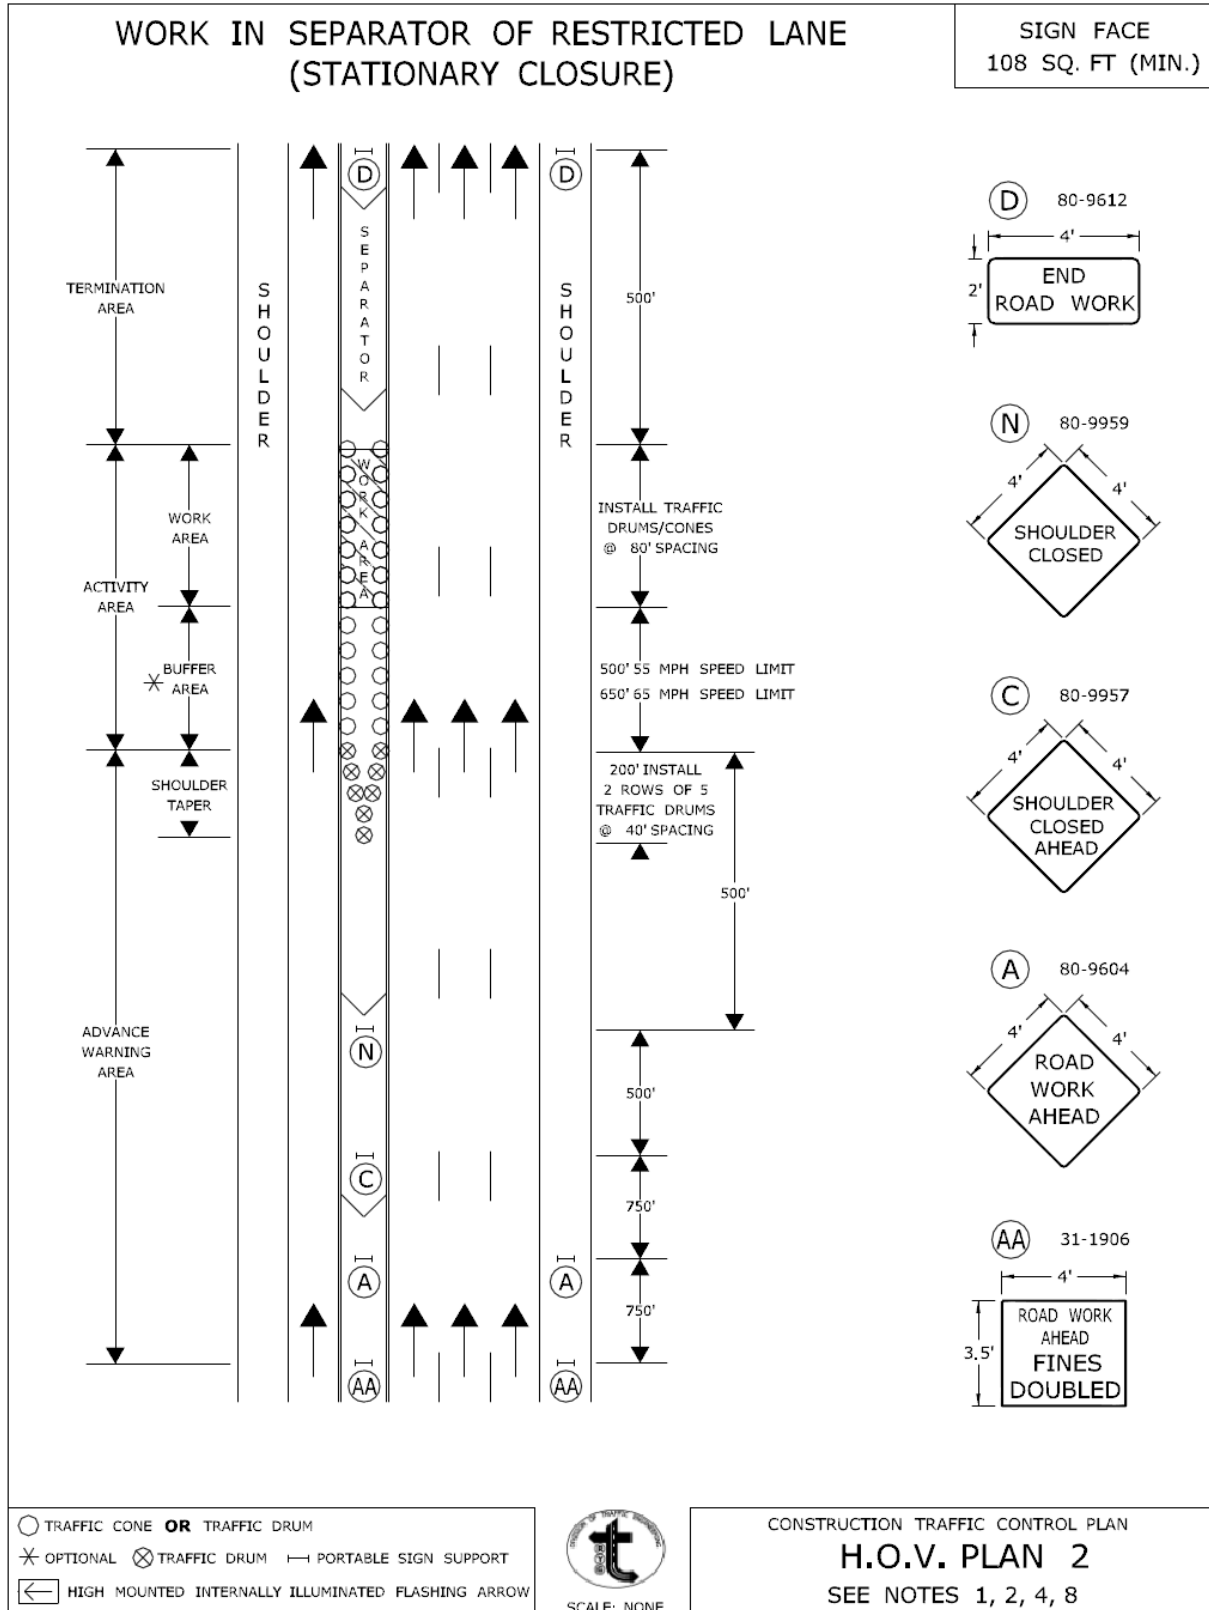 WORK IN SEPARATOR OF RESTRICTED LANE
(STATIONARY CLOSURE)
SIGN FACE
108 SQ. FT (MIN.)
D
D
SEPARATOR
SHOULDER
SHOULDER
TERMINATION
AREA
500'
WORK AREA
WORK
AREA
ACTIVITY
AREA
BUFFER
AREA
SHOULDER
TAPER
INSTALL TRAFFIC
DRUMS/CONES
@ 80' SPACING
500' 55 MPH SPEED LIMIT
650' 65 MPH SPEED LIMIT
200' INSTALL
2 ROWS OF 5
TRAFFIC DRUMS
@ 40' SPACING
500'
ADVANCE
WARNING
AREA
N
500'
C
750'
A
A
750'
AA
AA
D 80-9612
4'
2'
END
ROAD WORK
N 80-9959
4'
4'
SHOULDER
CLOSED
C 80-9957
4'
4'
SHOULDER
CLOSED
AHEAD
A 80-9604
4'
4'
ROAD
WORK
AHEAD
AA 31-1906
4'
3.5'
ROAD WORK
AHEAD
FINES
DOUBLED
TRAFFIC CONE OR TRAFFIC DRUM
OPTIONAL TRAFFIC DRUM PORTABLE SIGN SUPPORT
HIGH MOUNTED INTERNALLY ILLUMINATED FLASHING ARROW
DIVISION OF TRAFFIC ENGINEERING
SCALE: NONE
CONSTRUCTION TRAFFIC CONTROL PLAN
H.O.V. PLAN 2
SEE NOTES 1, 2, 4, 8